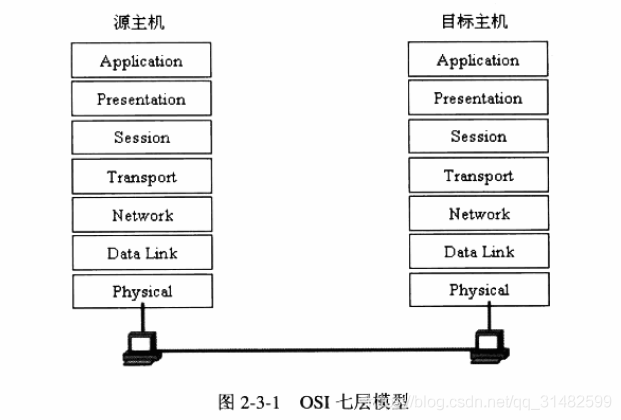 源主机 目标主机
Application Application
Presentation Presentation
Session Session
Transport Transport
Network Network
Data Link Data Link
Physical Physical
图 2-3-1 OSI 七层模型
https://blog.csdn.net/qq_31482599